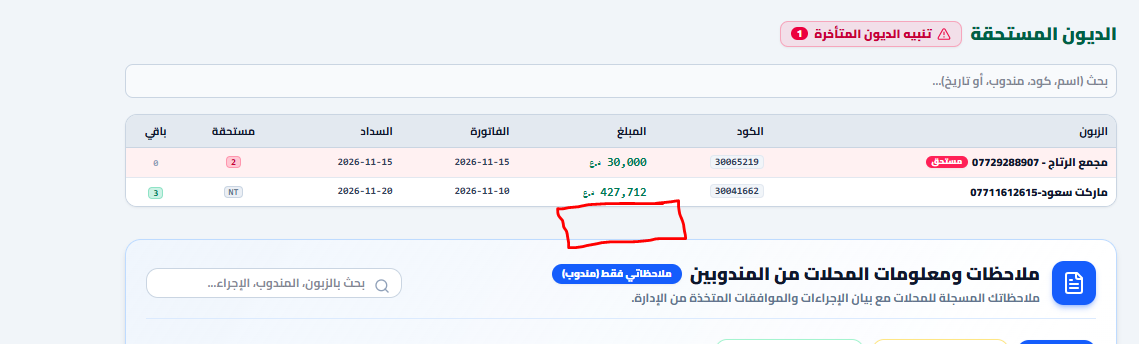 الديون المستحقة
تنبيه الديون المتأخرة 1
بحث (اسم، كود، مندوب، أو تاريخ)...
الزبون الكود المبلغ الفاتورة السداد مستحقة باقي
مجمع الرتاج - 07729288907 مستحق 30065219 30,000 د.ع 2026-11-15 2026-11-15 2 0
ماركت سعود-07711612615 30041662 427,712 د.ع 2026-11-10 2026-11-20 NT 3
ملاحظات ومعلومات المحلات من المندوبين ملاحظاتي فقط (مندوب)
ملاحظاتك المسجلة للمحلات مع بيان الإجراءات والموافقات المتخذة من الإدارة.
بحث بالزبون، المندوب، الإجراء...